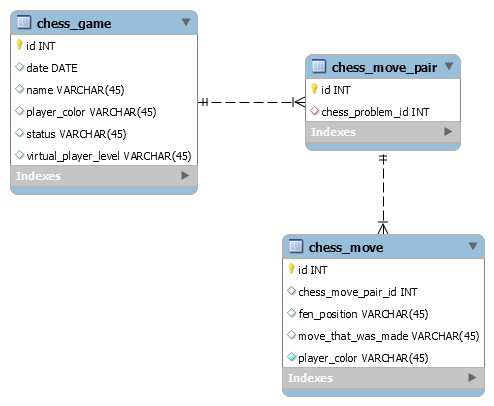 chess_game
id INT
date DATE
name VARCHAR(45)
player_color VARCHAR(45)
status VARCHAR(45)
virtual_player_level VARCHAR(45)
Indexes
chess_move_pair
id INT
chess_problem_id INT
Indexes
chess_move
id INT
chess_move_pair_id INT
fen_position VARCHAR(45)
move_that_was_made VARCHAR(45)
player_color VARCHAR(45)
Indexes